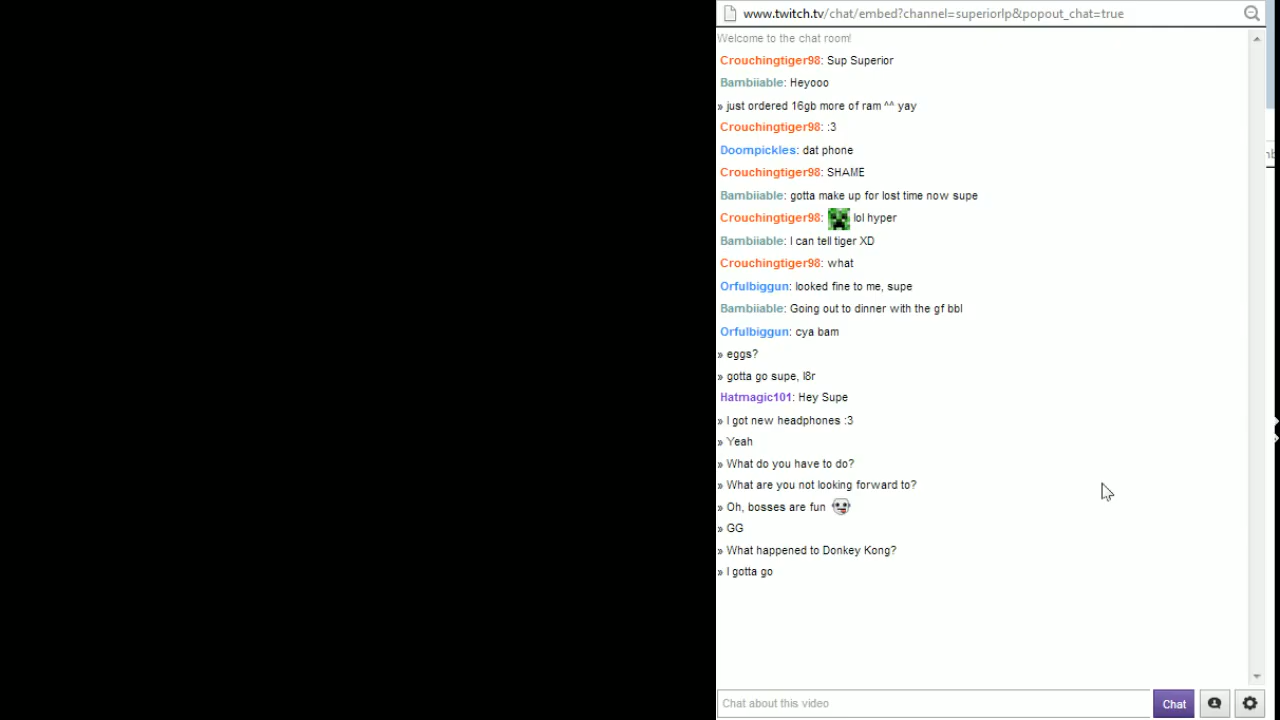 www.twitch.tv/chat/embed?channel=superiorlp&popout_chat=true
Welcome to the chat room!
Crouchingtiger98: Sup Superior
Bambiiable: Heyooo
» just ordered 16gb more of ram ^^ yay
Crouchingtiger98: :3
Doompickles: dat phone
Crouchingtiger98: SHAME
Bambiiable: gotta make up for lost time now supe
Crouchingtiger98: lol hyper
Bambiiable: I can tell tiger XD
Crouchingtiger98: what
Orfulbiggun: looked fine to me, supe
Bambiiable: Going out to dinner with the gf bbl
Orfulbiggun: cya bam
» eggs?
» gotta go supe, l8r
Hatmagic101: Hey Supe
» I got new headphones :3
» Yeah
» What do you have to do?
» What are you not looking forward to?
» Oh, bosses are fun
» GG
» What happened to Donkey Kong?
» I gotta go
Chat about this video
Chat